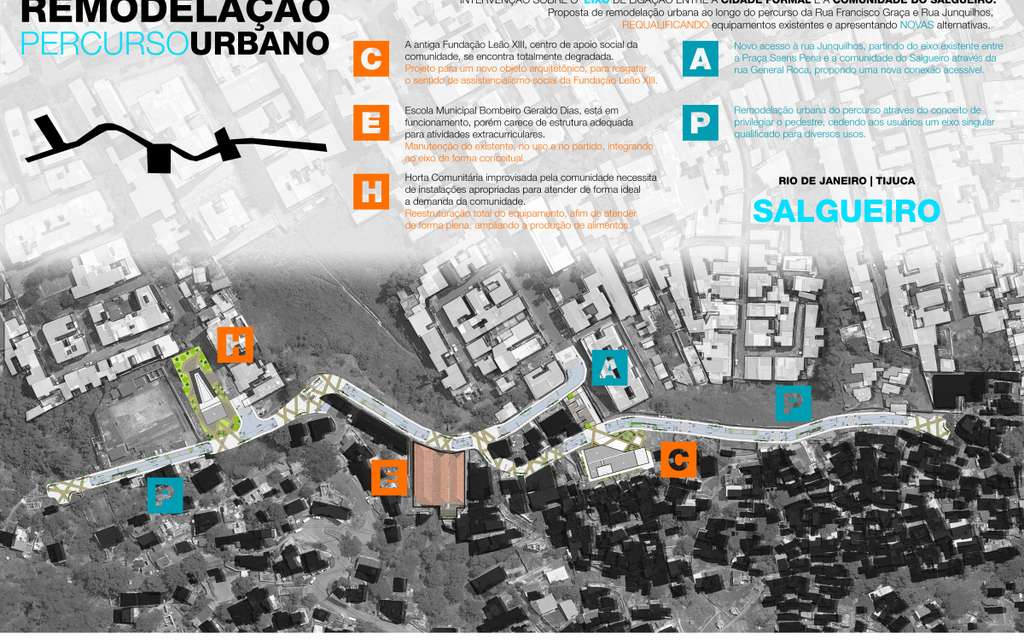 REMODELAÇÃO
PERCURSOURBANO
INTERVENÇÃO SOBRE O EIXO DE LIGAÇÃO ENTRE A CIDADE FORMAL E A COMUNIDADE DO SALGUEIRO.
Proposta de remodelação urbana ao longo do percurso da Rua Francisco Graça e Rua Junquilhos,
REQUALIFICANDO equipamentos existentes e apresentando NOVAS alternativas.
C
A antiga Fundação Leão XIII, centro de apoio social da
comunidade, se encontra totalmente degradada.
Projeto para um novo objeto arquitetônico, para resgatar
o sentido de assistencialismo social da Fundação Leão XIII.
E
Escola Municipal Bombeiro Geraldo Dias, está em
funcionamento, porém carece de estrutura adequada
para atividades extracurriculares.
Manutenção do existente, no uso e no partido, integrando
ao eixo de forma conceitual.
H
Horta Comunitária improvisada pela comunidade necessita
de instalações apropriadas para atender de forma ideal
a demanda da comunidade.
Reestruturação total do equipamento, afim de atender
de forma plena, ampliando a produção de alimentos.
A
Novo acesso à rua Junquilhos, partindo do eixo existente entre
a Praça Saens Pena e a comunidade do Salgueiro através da
rua General Roca, propondo uma nova conexão acessível.
P
Remodelação urbana do percurso através do conceito de
privilegiar o pedestre, cedendo aos usuários um eixo singular
qualificado para diversos usos.
RIO DE JANEIRO | TIJUCA
SALGUEIRO
H
A
P
C
E
P